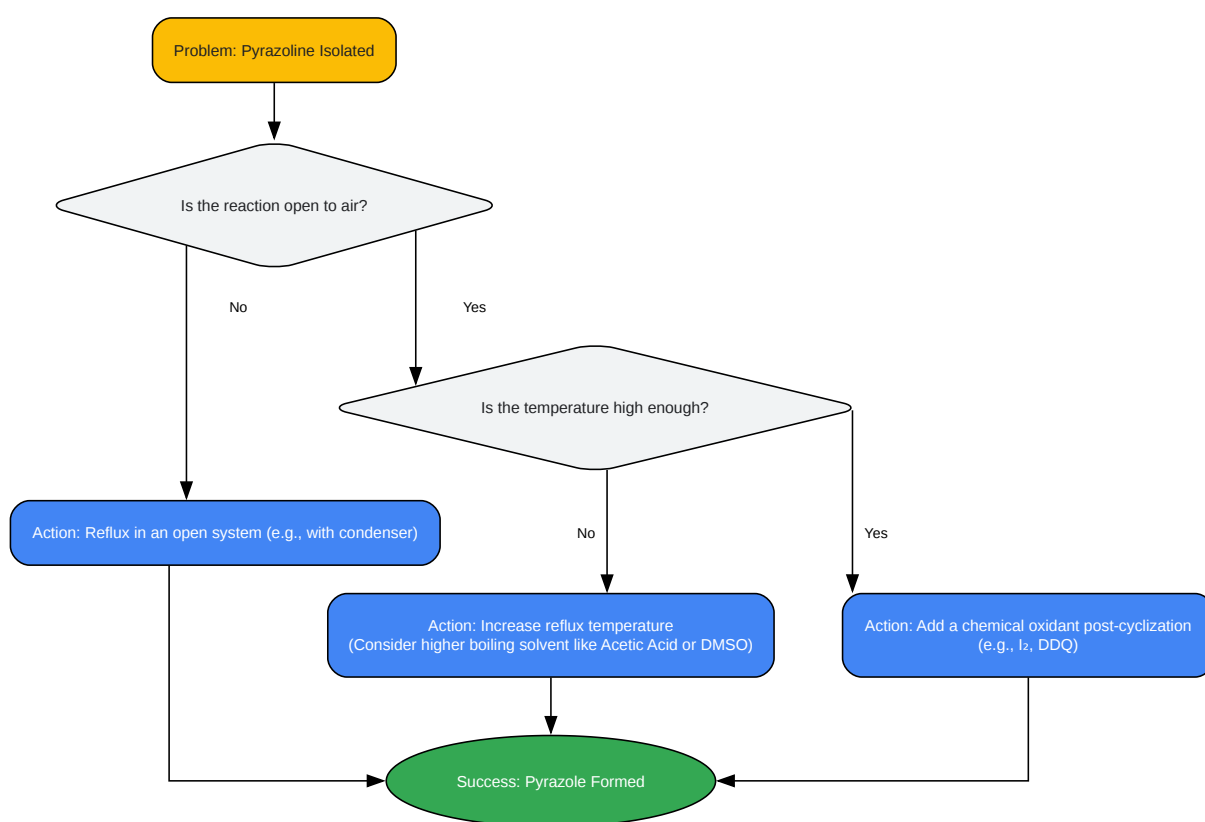 Problem: Pyrazoline Isolated
Is the reaction open to air?
No
Yes
Is the temperature high enough?
Action: Reflux in an open system (e.g., with condenser)
No
Yes
Action: Increase reflux temperature
(Consider higher boiling solvent like Acetic Acid or DMSO)
Action: Add a chemical oxidant post-cyclization
(e.g., I₂, DDQ)
Success: Pyrazole Formed